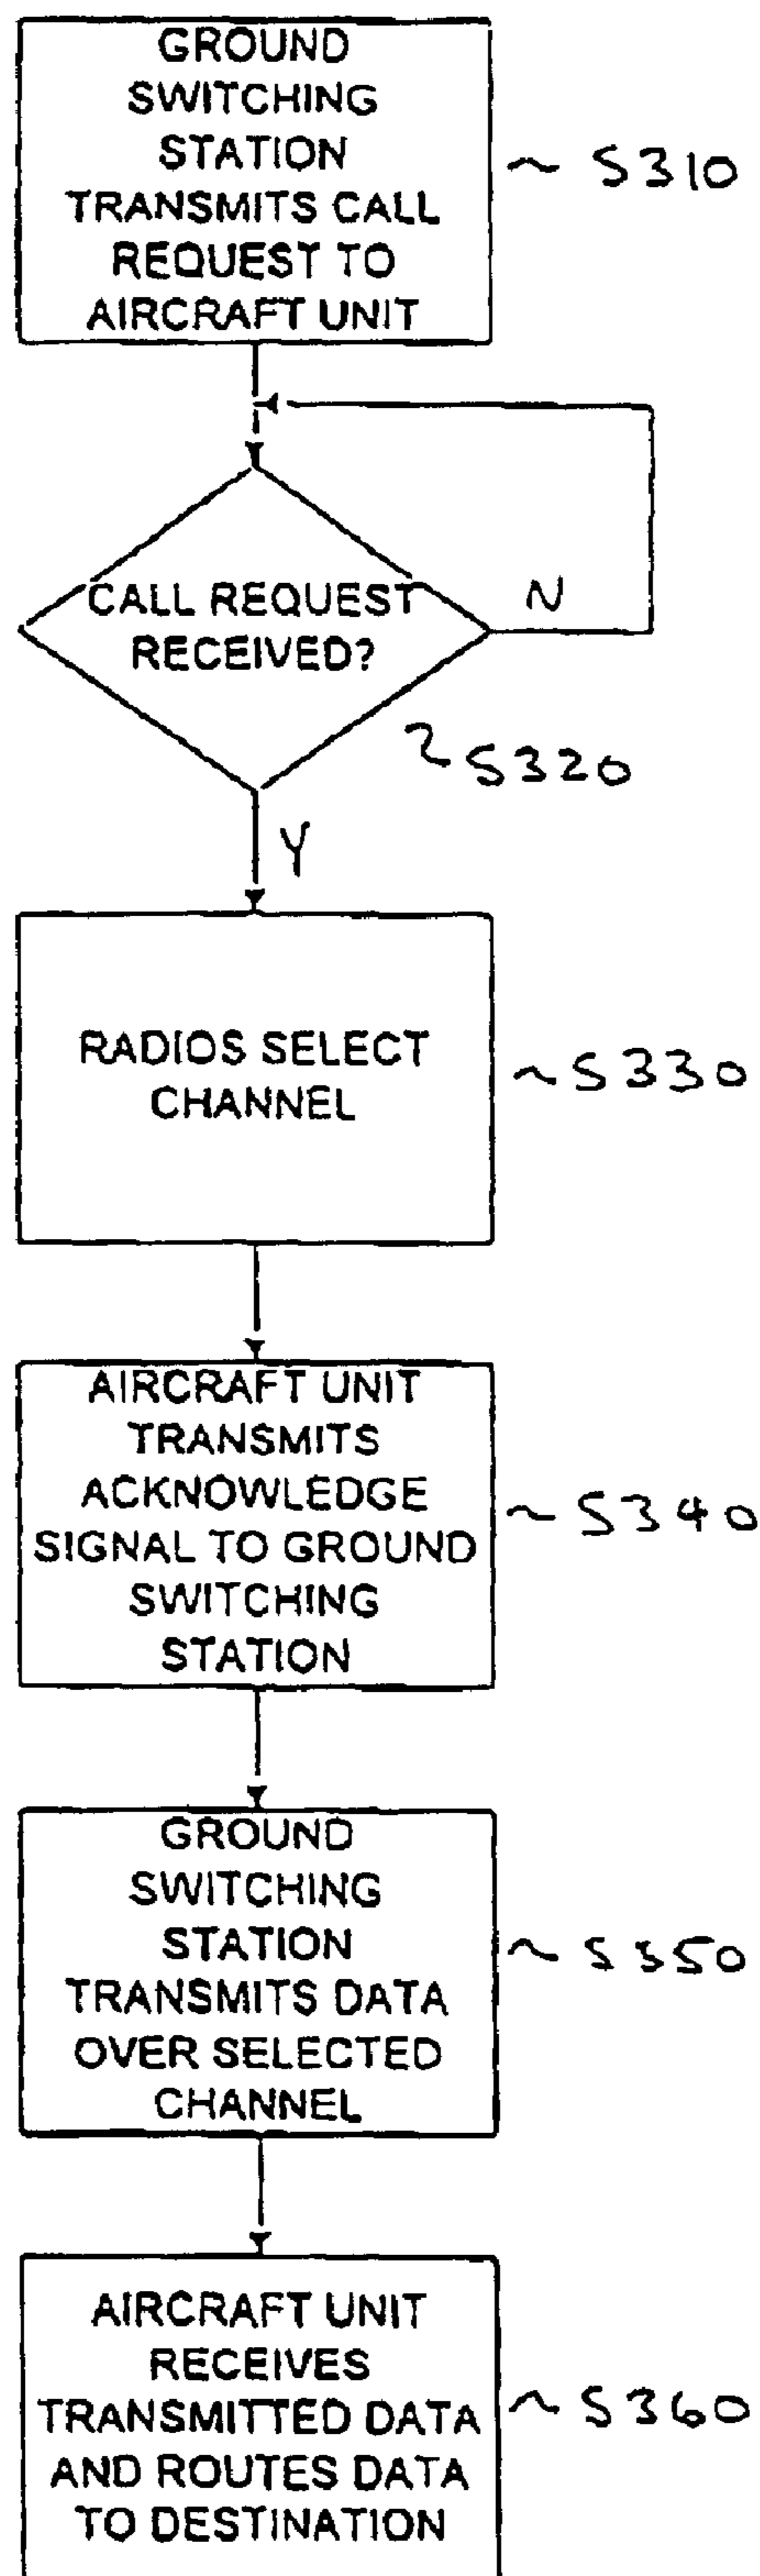 GROUND
SWITCHING
STATION
TRANSMITS CALL
REQUEST TO
AIRCRAFT UNIT
~ S310
CALL REQUEST
RECEIVED?
N
S320
Y
RADIOS SELECT
CHANNEL
~ S330
AIRCRAFT UNIT
TRANSMITS
ACKNOWLEDGE
SIGNAL TO GROUND
SWITCHING
STATION
~ S340
GROUND
SWITCHING
STATION
TRANSMITS DATA
OVER SELECTED
CHANNEL
~ S350
AIRCRAFT UNIT
RECEIVES
TRANSMITTED DATA
AND ROUTES DATA
TO DESTINATION
~ S360